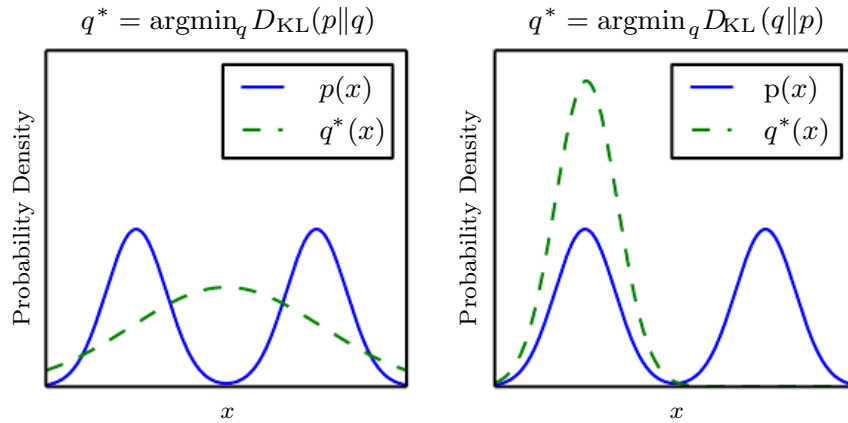 q* = argmin_q D_KL(p‖q)
p(x)
q*(x)
Probability Density
x
q* = argmin_q D_KL(q‖p)
p(x)
q*(x)
Probability Density
x